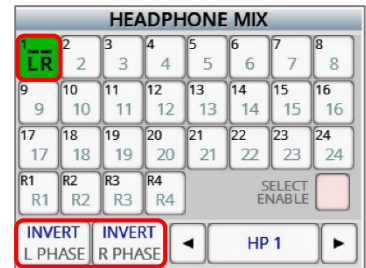 HEADPHONE MIX
1 2 3 4 5 6 7 8
LR 2 3 4 5 6 7 8
9 10 11 12 13 14 15 16
9 10 11 12 13 14 15 16
17 18 19 20 21 22 23 24
17 18 19 20 21 22 23 24
R1 R2 R3 R4 SELECT
R1 R2 R3 R4 ENABLE
INVERT INVERT
L PHASE R PHASE ◄ HP 1 ►